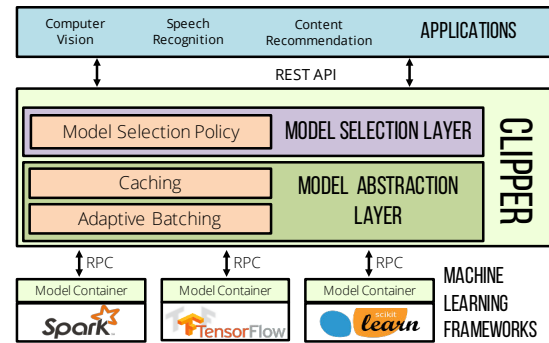 Computer Vision
Speech Recognition
Content Recommendation
APPLICATIONS
REST API
Model Selection Policy
MODEL SELECTION LAYER
CLIPPER
Caching
Adaptive Batching
MODEL ABSTRACTION LAYER
RPC
RPC
RPC
Model Container
Model Container
Model Container
Spark
TensorFlow
scikit
learn
MACHINE
LEARNING
FRAMEWORKS